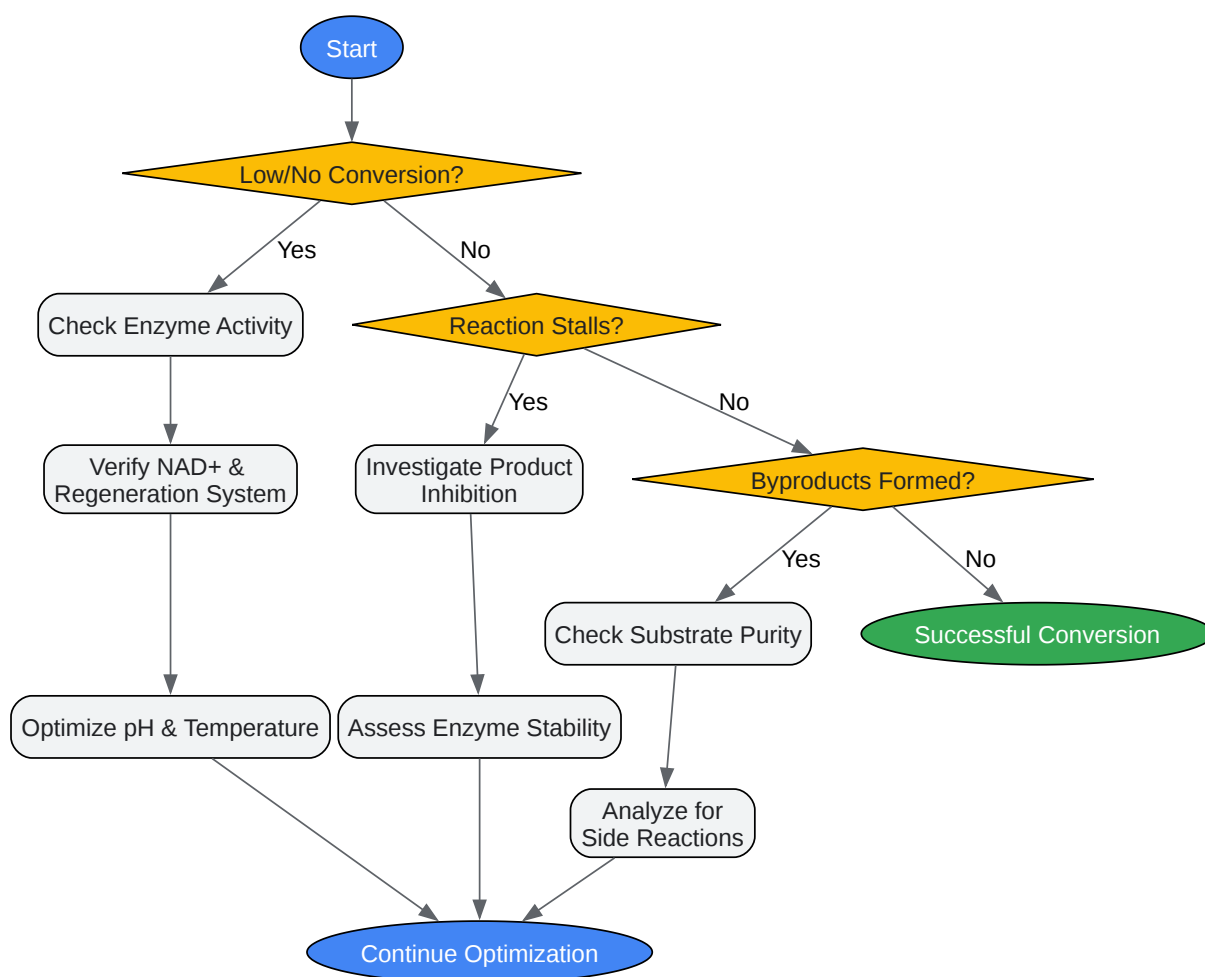 Start
Low/No Conversion?
Yes
No
Check Enzyme Activity
Reaction Stalls?
Yes
No
Verify NAD+ &
Regeneration System
Investigate Product
Inhibition
Byproducts Formed?
Yes
No
Check Substrate Purity
Successful Conversion
Optimize pH & Temperature
Assess Enzyme Stability
Analyze for
Side Reactions
Continue Optimization